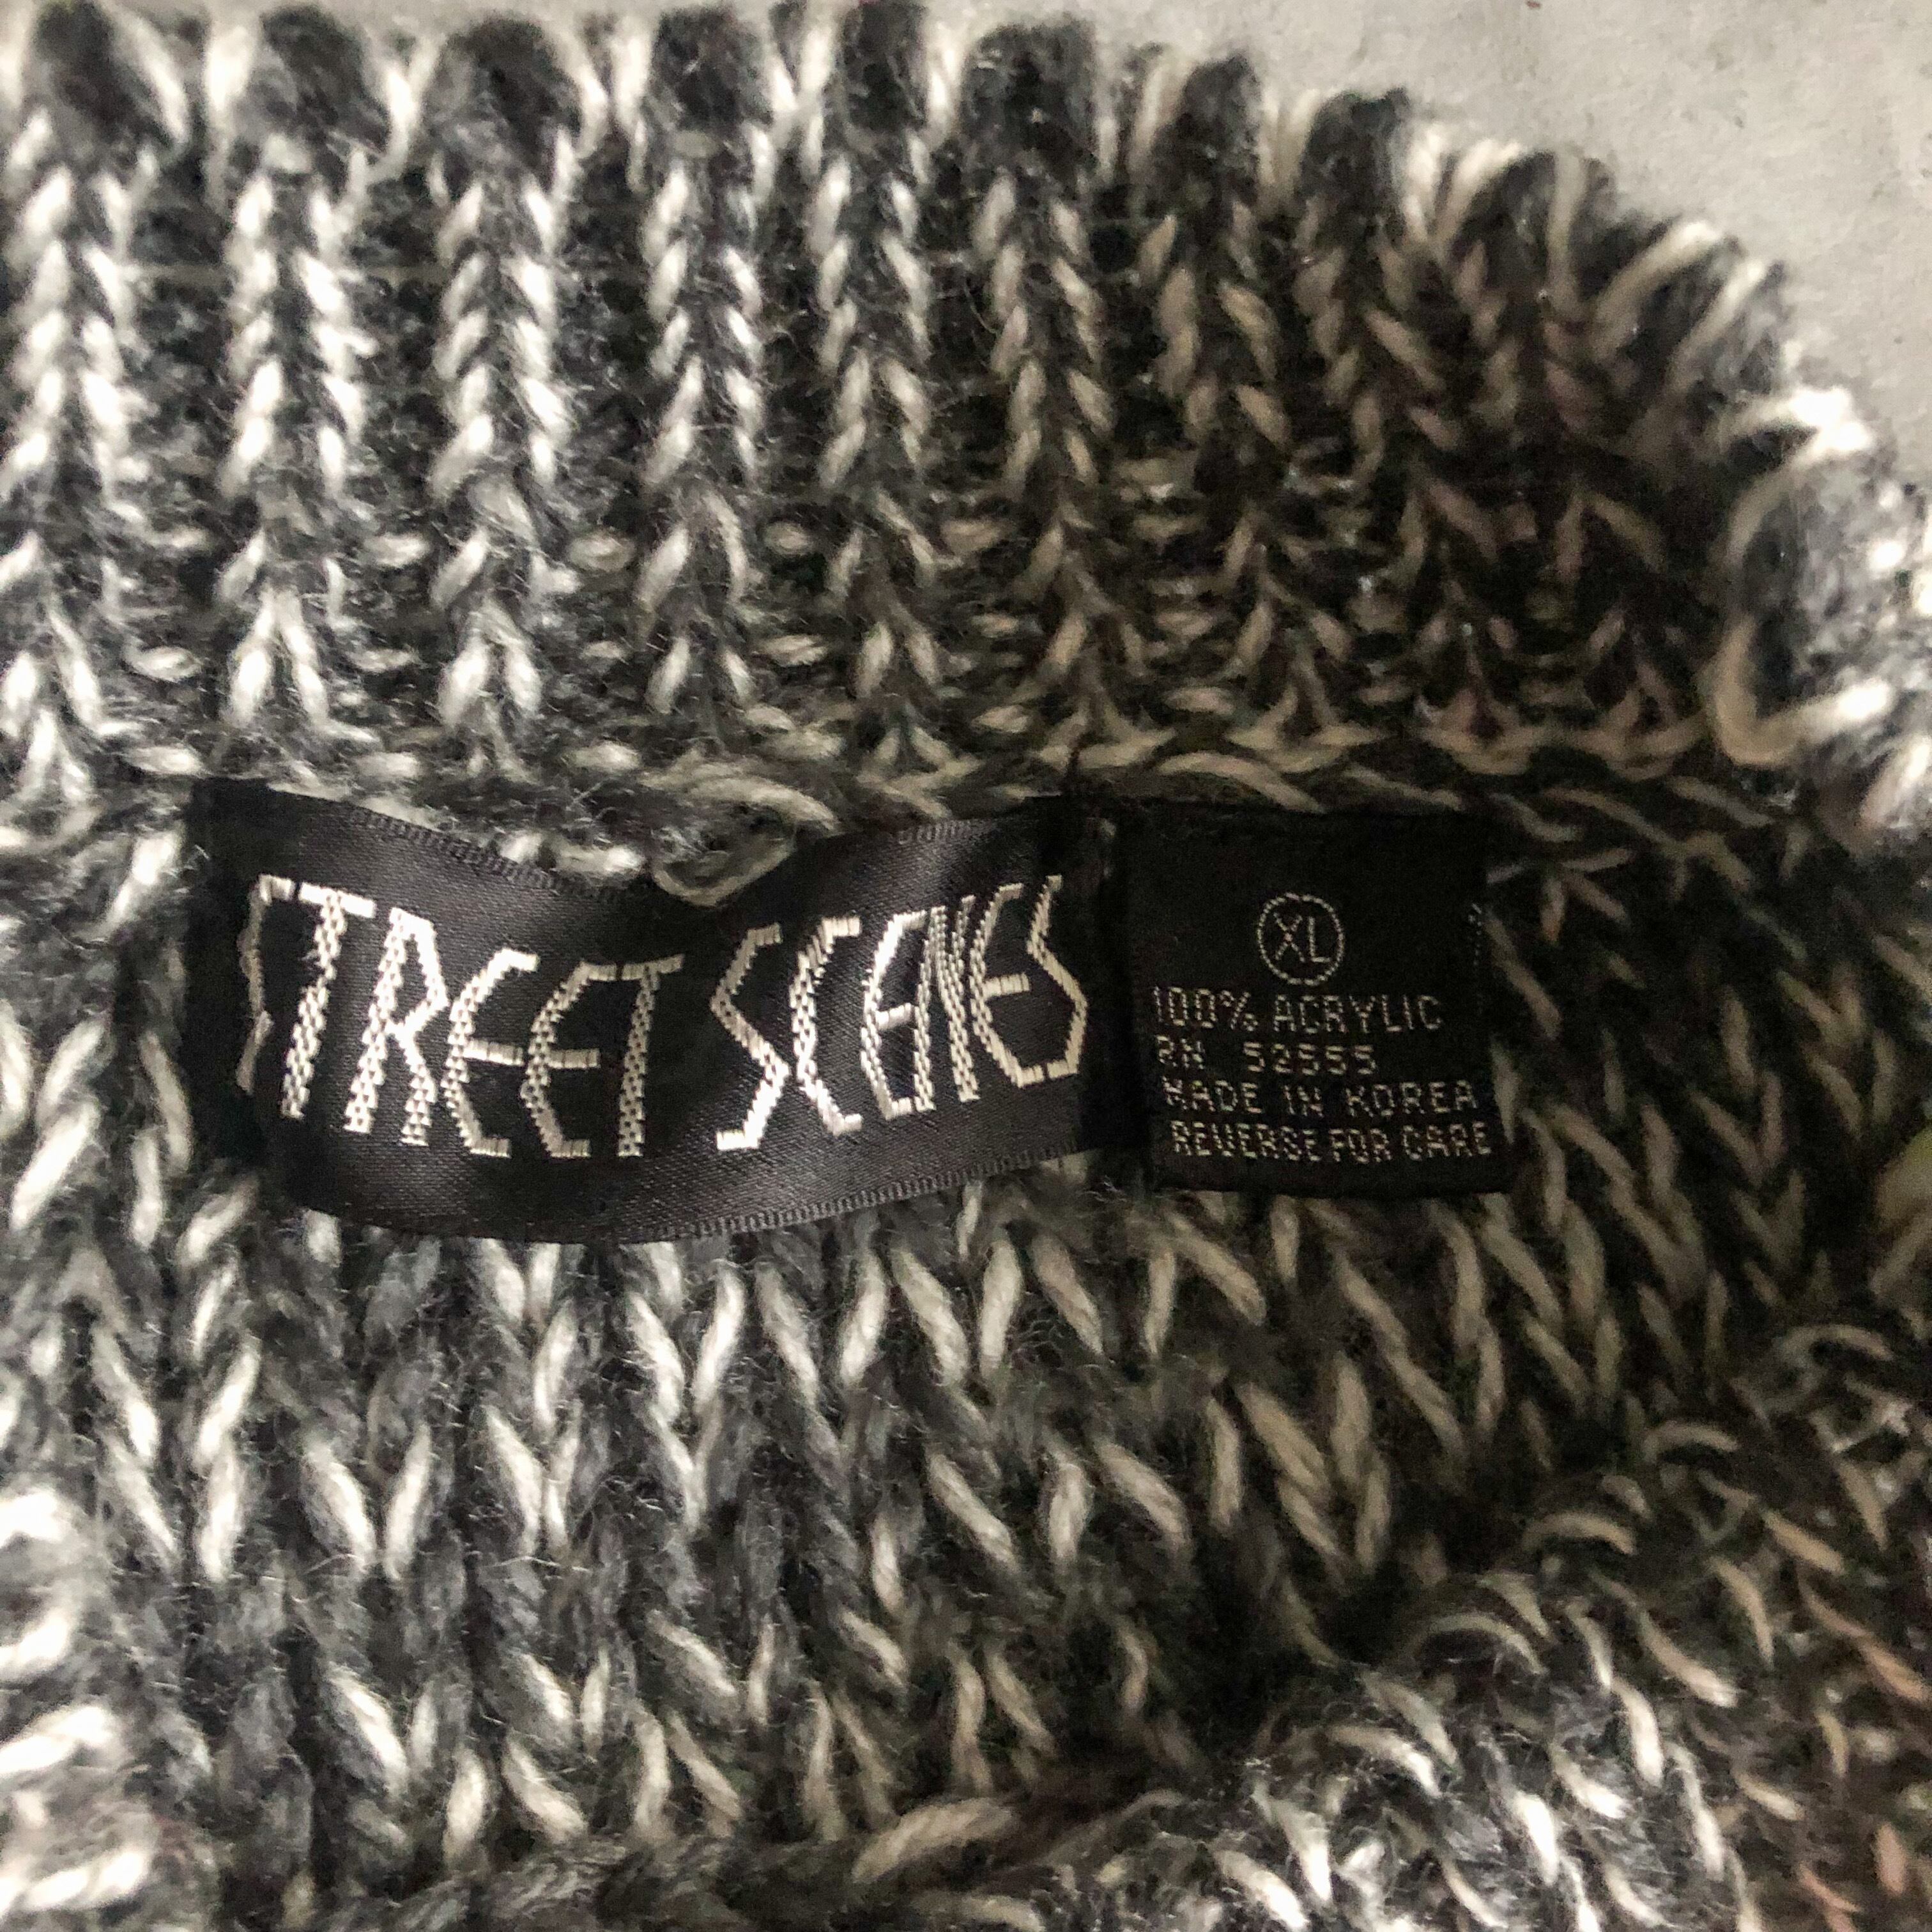 STREET SCENES
XL
100% ACRYLIC
RN 52555
MADE IN KOREA
REVERSE FOR CARE